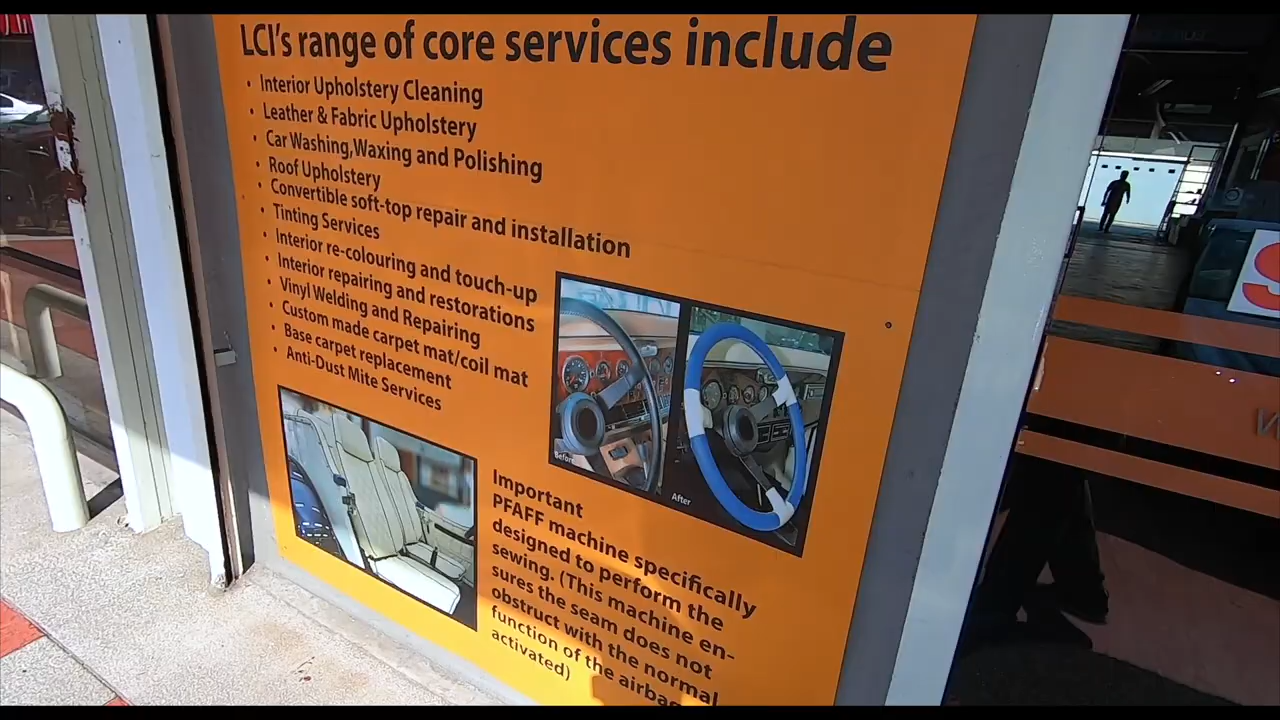 LCI's range of core services include
• Interior Upholstery Cleaning
• Leather & Fabric Upholstery
• Car Washing,Waxing and Polishing
• Roof Upholstery
• Convertible soft-top repair and installation
• Tinting Services
• Interior re-colouring and touch-up
• Interior repairing and restorations
• Vinyl Welding and Repairing
• Custom made carpet mat/coil mat
• Base carpet replacement
• Anti-Dust Mite Services
Before
After
Important
PFAFF machine specifically
designed to perform the
sewing. (This machine en-
sures the seam does not
obstruct with the normal
function of the airbag
activated)